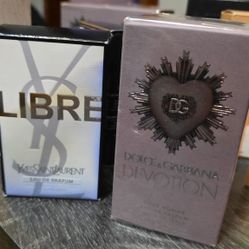 LIBRE
YVES SAINT LAURENT
EAU DE PARFUM
DG
DOLCE & GABBANA
DEVOTION